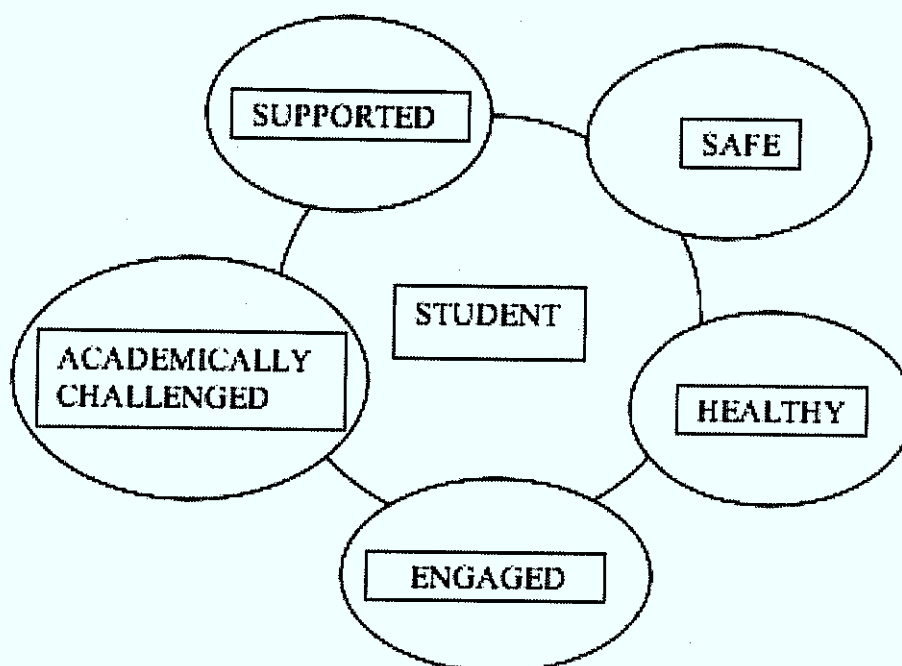 SUPPORTED
SAFE
STUDENT
ACADEMICALLY
CHALLENGED
HEALTHY
ENGAGED